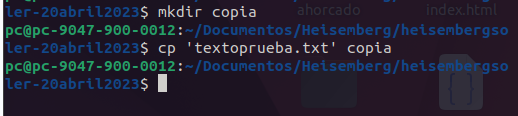 ahorcado index.html
ler-20abril2023$ mkdir copia
pc@pc-9047-900-0012:~/Documentos/Heisemberg/heisembergso
ler-20abril2023$ cp 'textoprueba.txt' copia
pc@pc-9047-900-0012:~/Documentos/Heisemberg/heisembergso
ler-20abril2023$